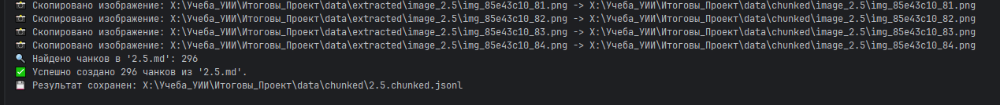 Скопировано изображение: X:\Учеба_УИИ\Итоговы_Проект\data\extracted\image_2.5\img_85e43c10_81.png -> X:\Учеба_УИИ\Итоговы_Проект\data\chunked\image_2.5\img_85e43c10_81.png
Скопировано изображение: X:\Учеба_УИИ\Итоговы_Проект\data\extracted\image_2.5\img_85e43c10_82.png -> X:\Учеба_УИИ\Итоговы_Проект\data\chunked\image_2.5\img_85e43c10_82.png
Скопировано изображение: X:\Учеба_УИИ\Итоговы_Проект\data\extracted\image_2.5\img_85e43c10_83.png -> X:\Учеба_УИИ\Итоговы_Проект\data\chunked\image_2.5\img_85e43c10_83.png
Скопировано изображение: X:\Учеба_УИИ\Итоговы_Проект\data\extracted\image_2.5\img_85e43c10_84.png -> X:\Учеба_УИИ\Итоговы_Проект\data\chunked\image_2.5\img_85e43c10_84.png
Найдено чанков в '2.5.md': 296
Успешно создано 296 чанков из '2.5.md'.
Результат сохранен: X:\Учеба_УИИ\Итоговы_Проект\data\chunked\2.5.chunked.jsonl